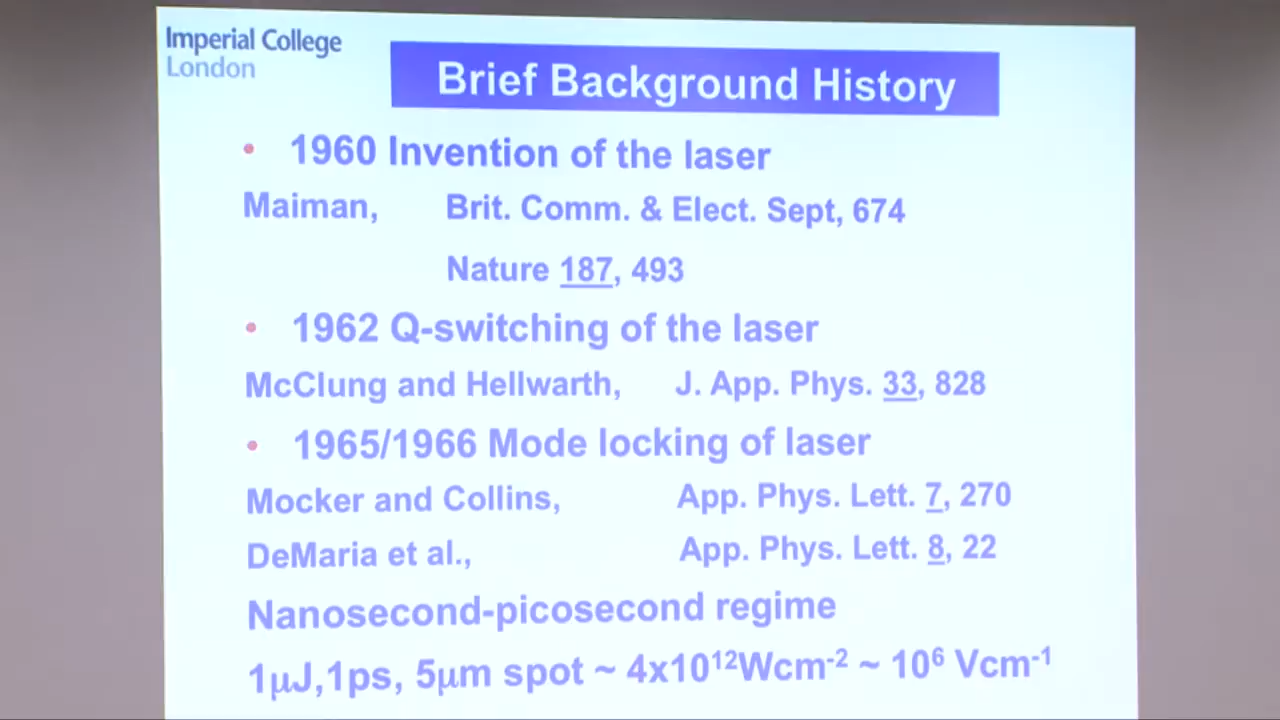 Imperial College
London
Brief Background History
• 1960 Invention of the laser
Maiman, Brit. Comm. & Elect. Sept, 674
Nature 187, 493
• 1962 Q-switching of the laser
McClung and Hellwarth, J. App. Phys. 33, 828
• 1965/1966 Mode locking of laser
Mocker and Collins, App. Phys. Lett. 7, 270
DeMaria et al., App. Phys. Lett. 8, 22
Nanosecond-picosecond regime
1μJ,1ps, 5μm spot ~ 4x10¹²Wcm⁻² ~ 10⁶ Vcm⁻¹